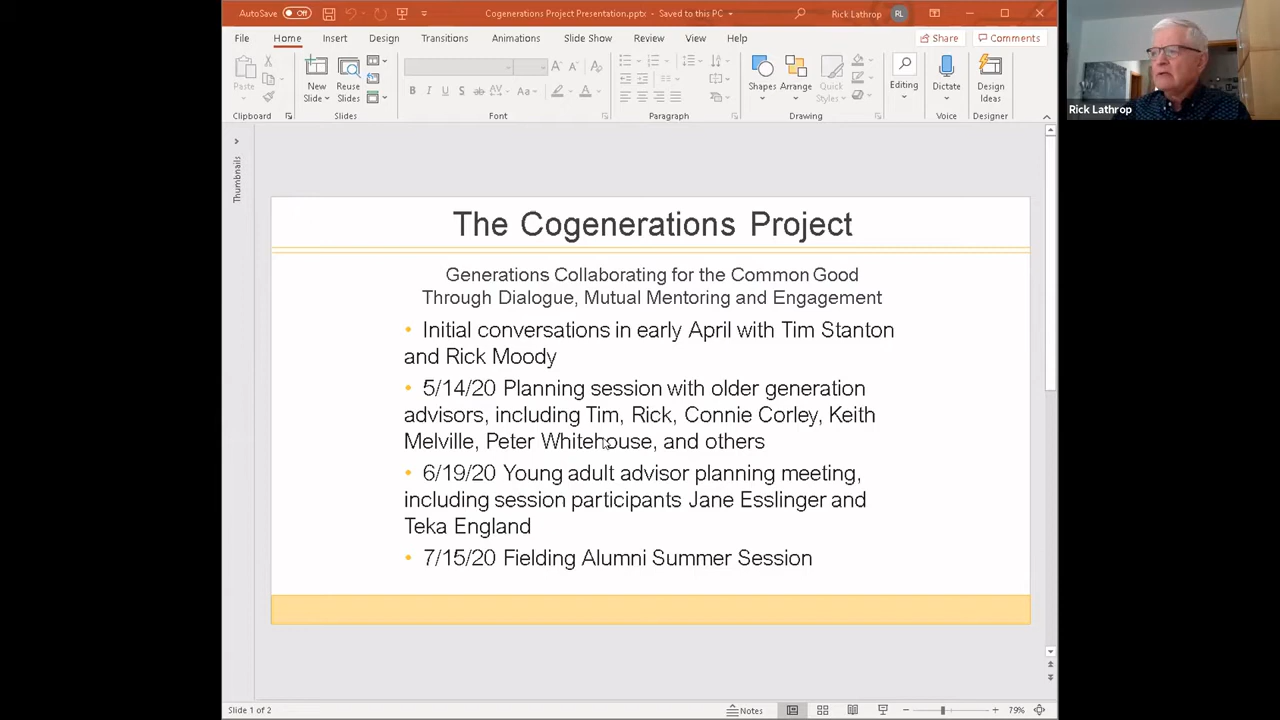 AutoSave Off Cogenerations Project Presentation.pptx - Saved to this PC Rick Lathrop RL
File Home Insert Design Transitions Animations Slide Show Review View Help Share Comments
Paste New Slide Reuse Slides B I U S ab AV Aa A Shapes Arrange Quick Styles Editing Dictate Design Ideas
Clipboard Slides Font Paragraph Drawing Voice Designer
Rick Lathrop
Thumbnails
The Cogenerations Project
Generations Collaborating for the Common Good
Through Dialogue, Mutual Mentoring and Engagement
• Initial conversations in early April with Tim Stanton
and Rick Moody
• 5/14/20 Planning session with older generation
advisors, including Tim, Rick, Connie Corley, Keith
Melville, Peter Whitehouse, and others
• 6/19/20 Young adult advisor planning meeting,
including session participants Jane Esslinger and
Teka England
• 7/15/20 Fielding Alumni Summer Session
Slide 1 of 2 Notes 79%